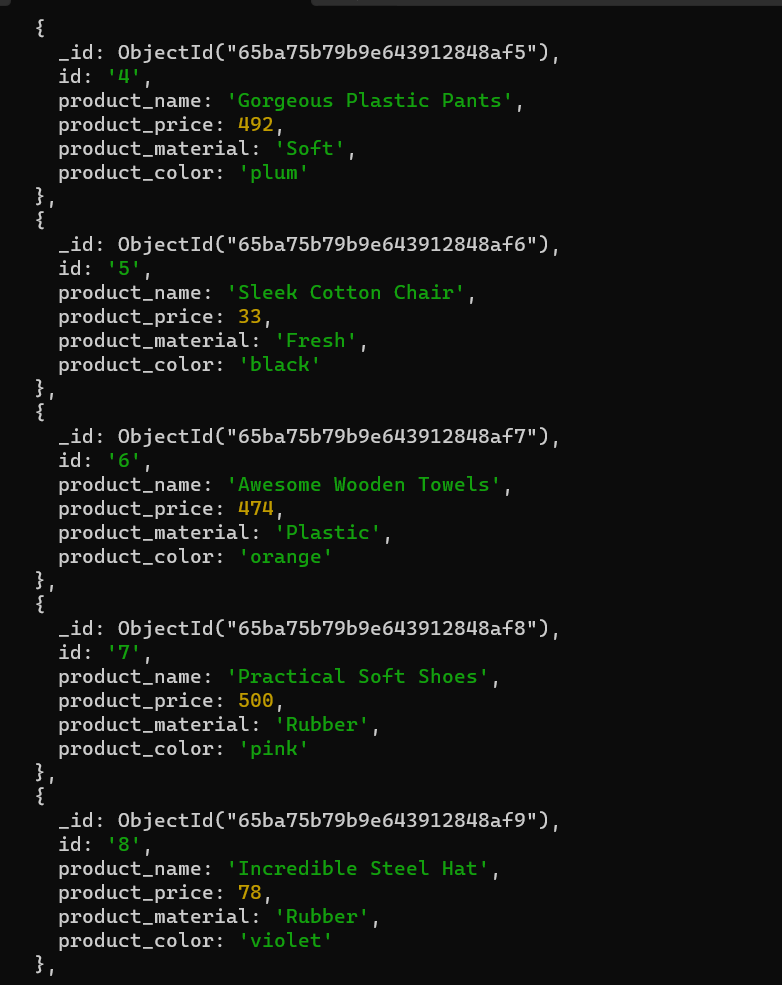 {
_id: ObjectId("65ba75b79b9e643912848af5"),
id: '4',
product_name: 'Gorgeous Plastic Pants',
product_price: 492,
product_material: 'Soft',
product_color: 'plum'
},
{
_id: ObjectId("65ba75b79b9e643912848af6"),
id: '5',
product_name: 'Sleek Cotton Chair',
product_price: 33,
product_material: 'Fresh',
product_color: 'black'
},
{
_id: ObjectId("65ba75b79b9e643912848af7"),
id: '6',
product_name: 'Awesome Wooden Towels',
product_price: 474,
product_material: 'Plastic',
product_color: 'orange'
},
{
_id: ObjectId("65ba75b79b9e643912848af8"),
id: '7',
product_name: 'Practical Soft Shoes',
product_price: 500,
product_material: 'Rubber',
product_color: 'pink'
},
{
_id: ObjectId("65ba75b79b9e643912848af9"),
id: '8',
product_name: 'Incredible Steel Hat',
product_price: 78,
product_material: 'Rubber',
product_color: 'violet'
},